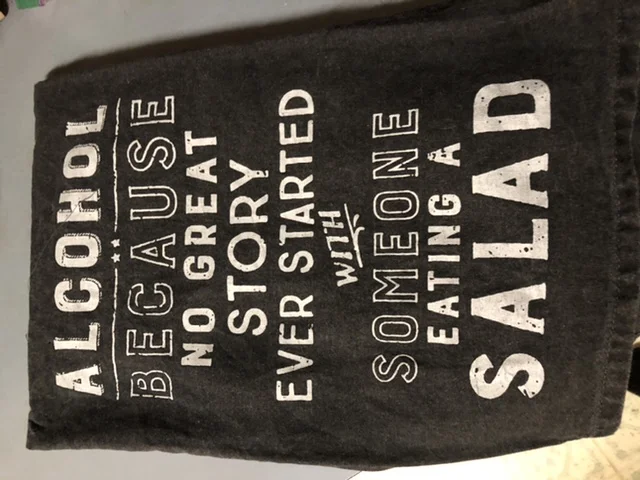 ALCOHOL
BECAUSE
NO GREAT
STORY
EVER STARTED
WITH
SOMEONE
EATING A
SALAD